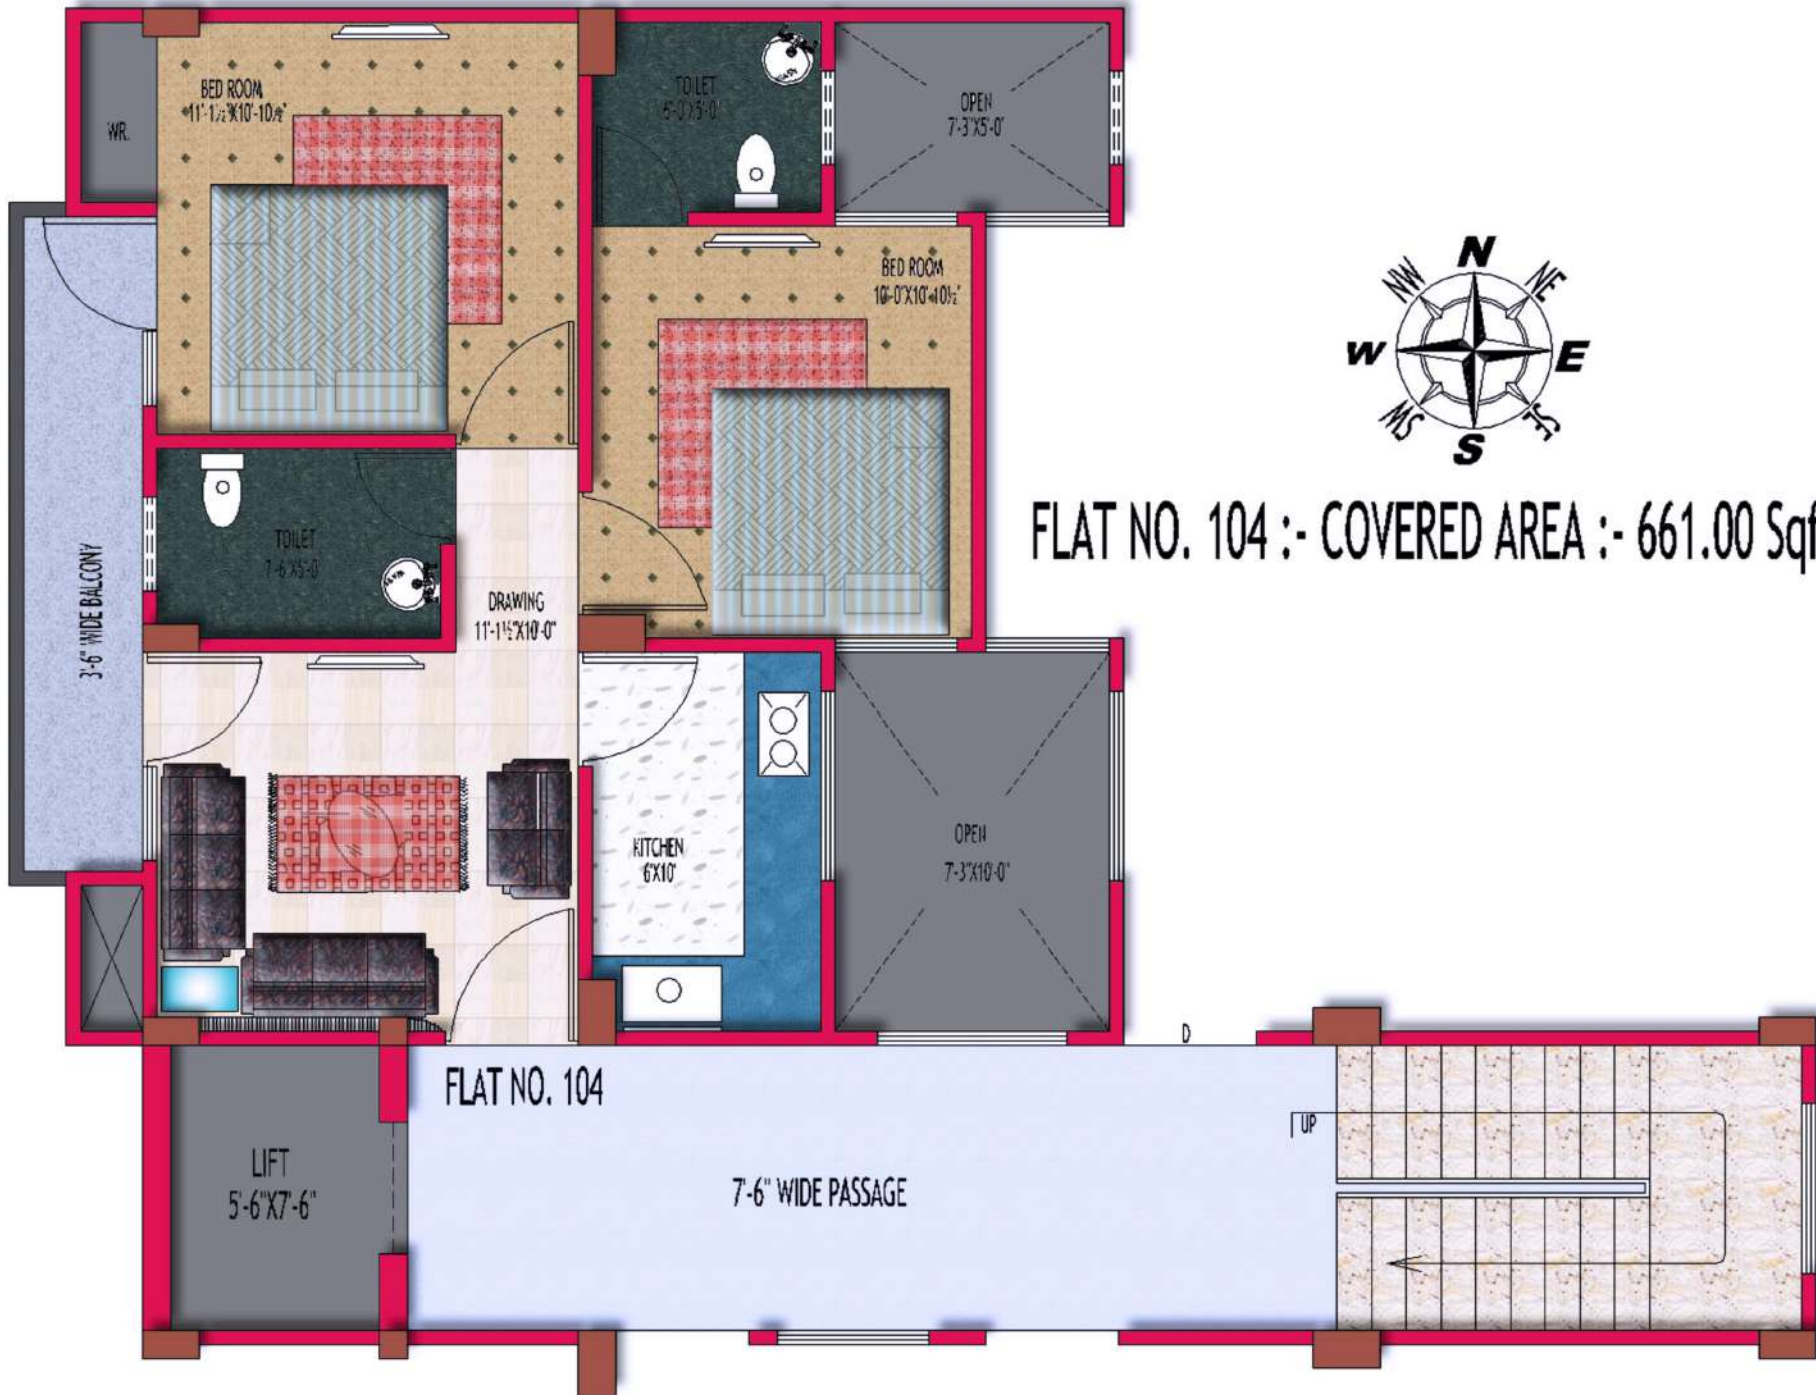 BED ROOM
11'-1½"X10'-10½"
WR.
TOILET
6'-0"X5'-0"
OPEN
7'-3"X5'-0"
BED ROOM
10'-0"X10'-10½"
N
NW
NE
W
E
SW
SE
S
FLAT NO. 104 :- COVERED AREA :- 661.00 Sqf
3'-6" WIDE BALCONY
TOILET
7'-6"X5'-0"
DRAWING
11'-1½"X10'-0"
KITCHEN
6'X10'
OPEN
7'-3"X10'-0"
D
FLAT NO. 104
UP
LIFT
5'-6"X7'-6"
7'-6" WIDE PASSAGE